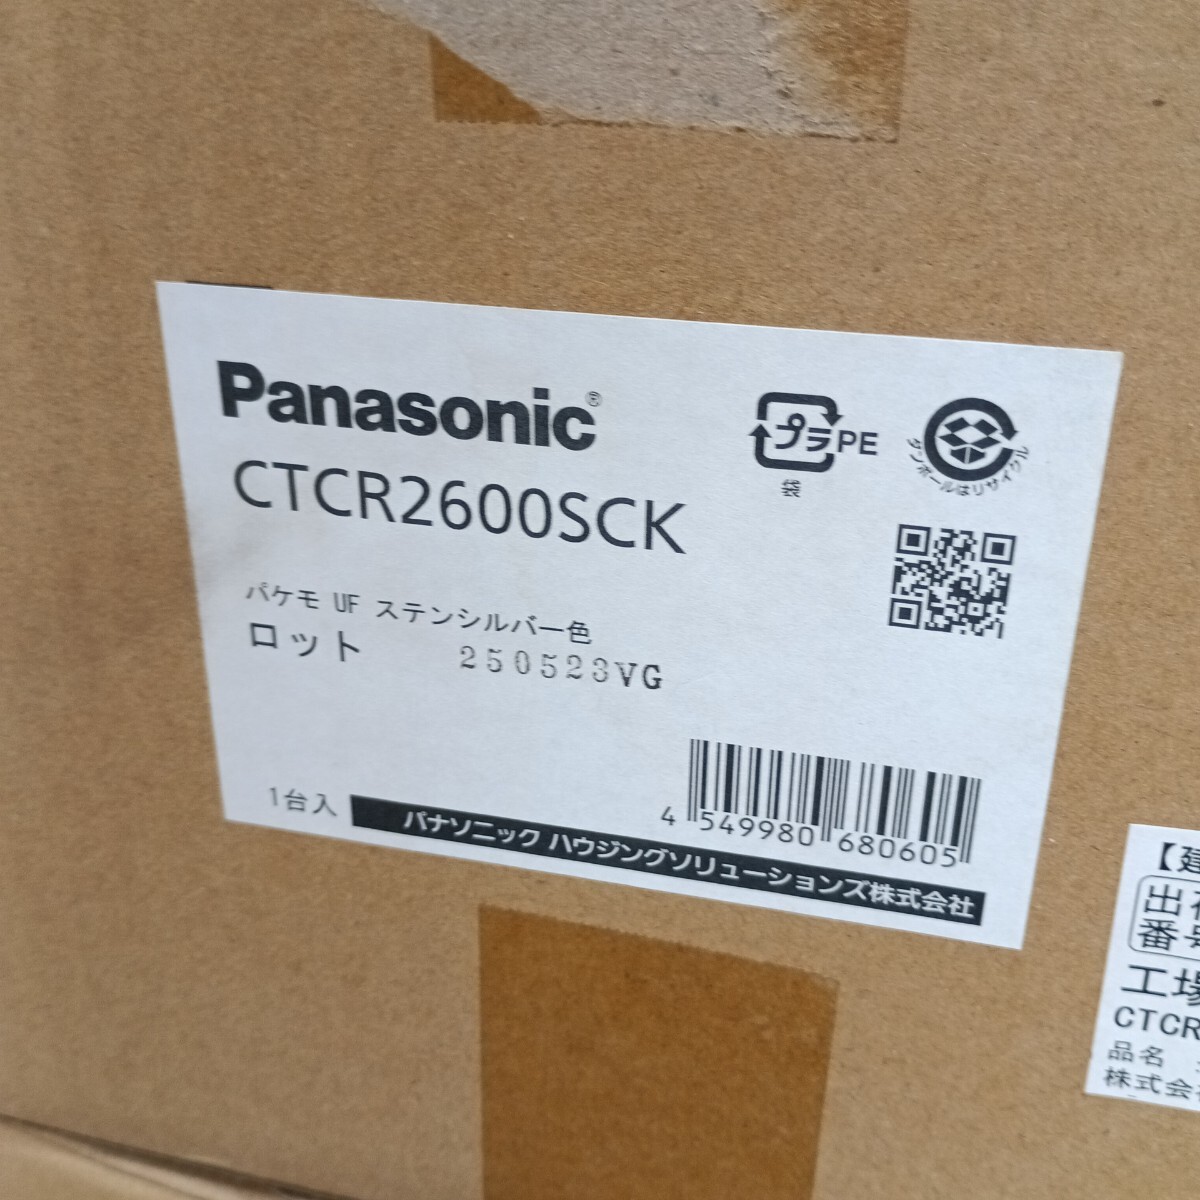 Panasonic®
CTCR2600SCK
プラ PE
袋
ダンボールはリサイクル
パケモ UF ステンシルバー色
ロット 250523VG
1台入
4 549980 680605
パナソニック ハウジングソリューションズ株式会社
【建
出荷
番号
工場
CTCR
品名
株式会